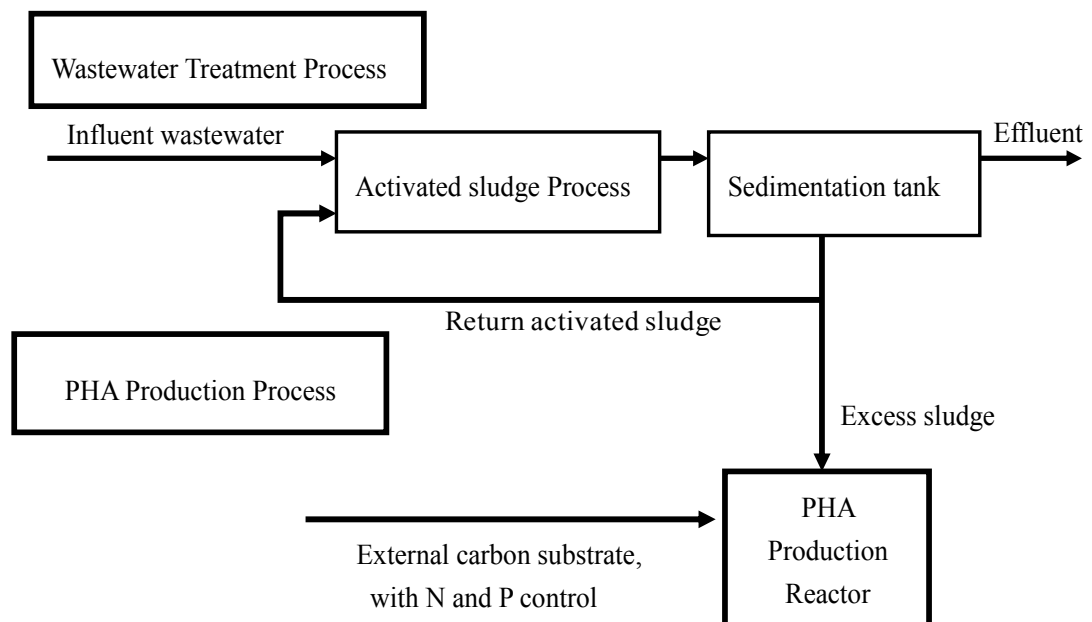 Wastewater Treatment Process
Influent wastewater
Effluent
Activated sludge Process
Sedimentation tank
Return activated sludge
PHA Production Process
Excess sludge
External carbon substrate,
with N and P control
PHA
Production
Reactor